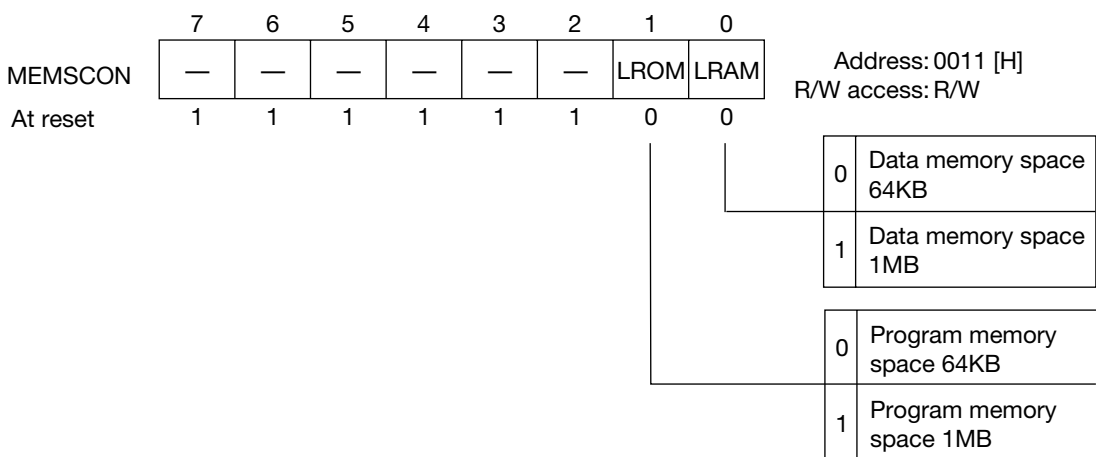 7 6 5 4 3 2 1 0
MEMSCON — — — — — — LROM LRAM
Address: 0011 [H]
R/W access: R/W
At reset 1 1 1 1 1 1 0 0
0 Data memory space
64KB
1 Data memory space
1MB
0 Program memory
space 64KB
1 Program memory
space 1MB